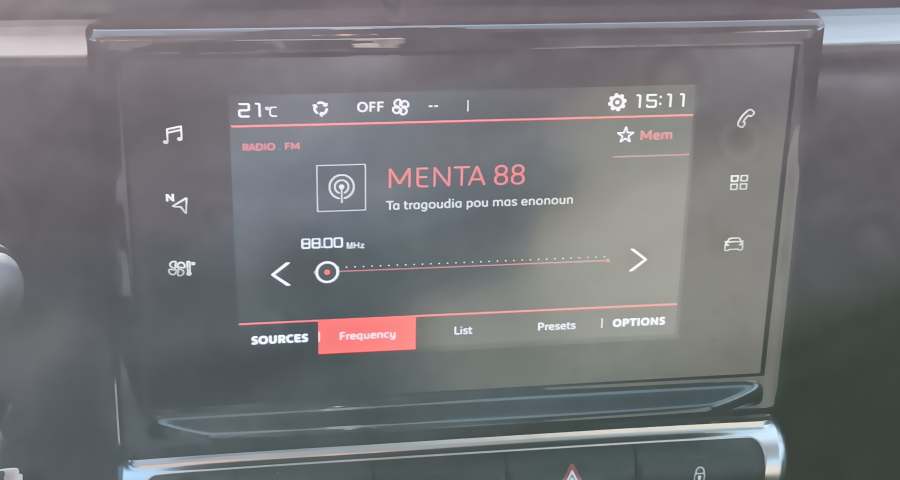 21°C OFF -- 15:11
RADIO FM
Mem
MENTA 88
Ta tragoudia pou mas enonoun
88.00 MHz
N
SOURCES Frequency List Presets OPTIONS